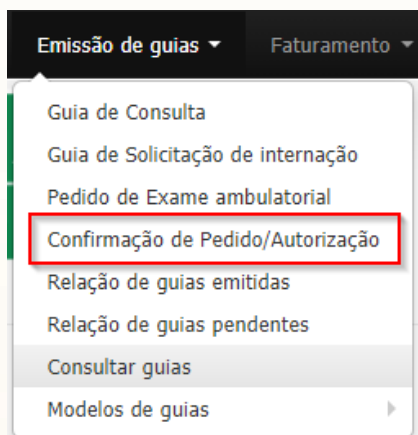 Emissão de guias Faturamento
Guia de Consulta
Guia de Solicitação de internação
Pedido de Exame ambulatorial
Confirmação de Pedido/Autorização
Relação de guias emitidas
Relação de guias pendentes
Consultar guias
Modelos de guias